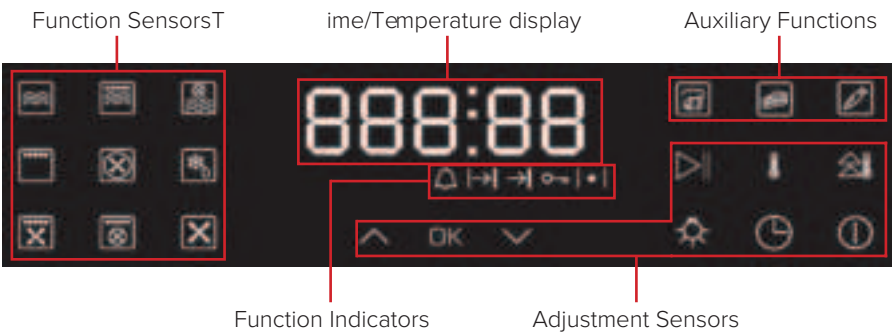 Function SensorsT ime/Temperature display Auxiliary Functions
888:88
OK
Function Indicators Adjustment Sensors